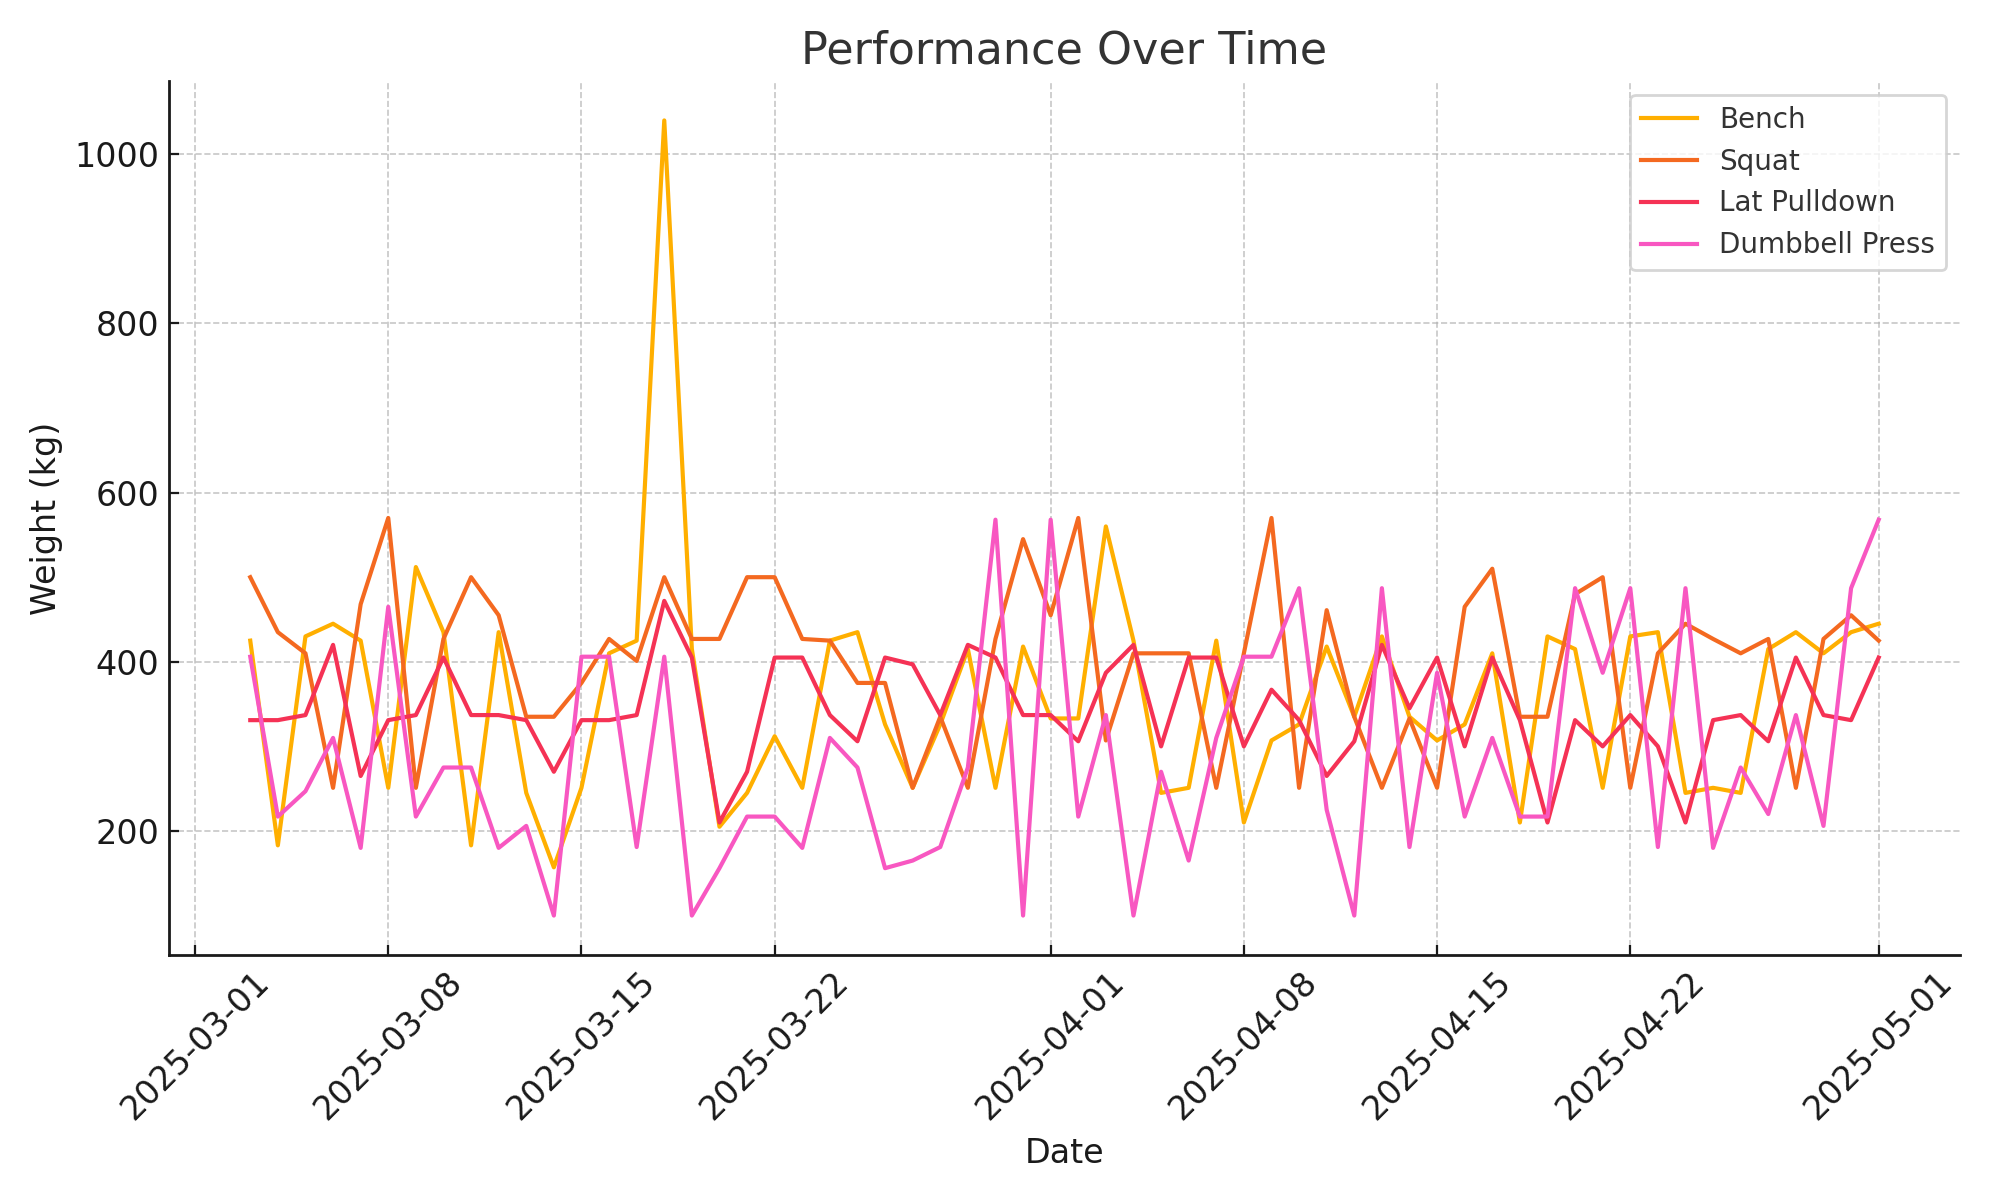 Performance Over Time
Bench
Squat
Lat Pulldown
Dumbbell Press
Weight (kg)
1000
800
600
400
200
2025-03-01
2025-03-08
2025-03-15
2025-03-22
2025-04-01
2025-04-08
2025-04-15
2025-04-22
2025-05-01
Date